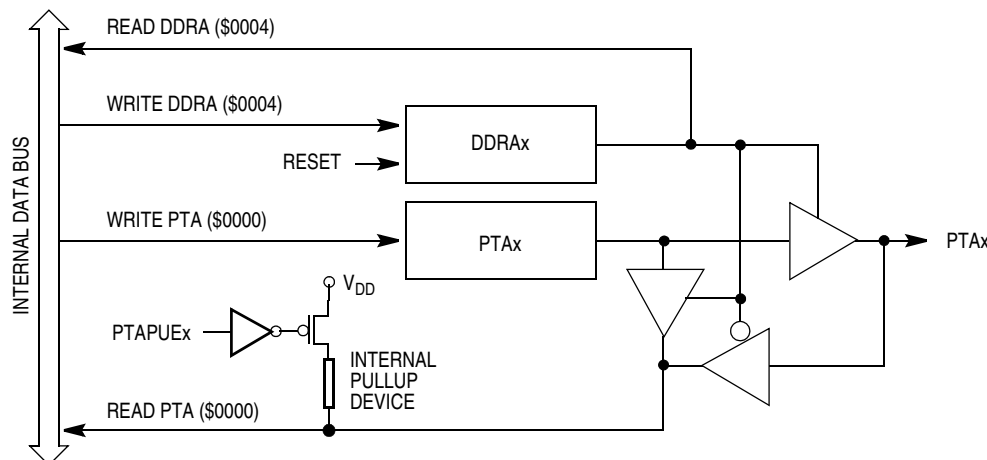 READ DDRA ($0004)
WRITE DDRA ($0004)
DDRAx
RESET
INTERNAL DATA BUS
WRITE PTA ($0000)
PTAx
PTAx
VDD
PTAPUEx
INTERNAL
PULLUP
DEVICE
READ PTA ($0000)